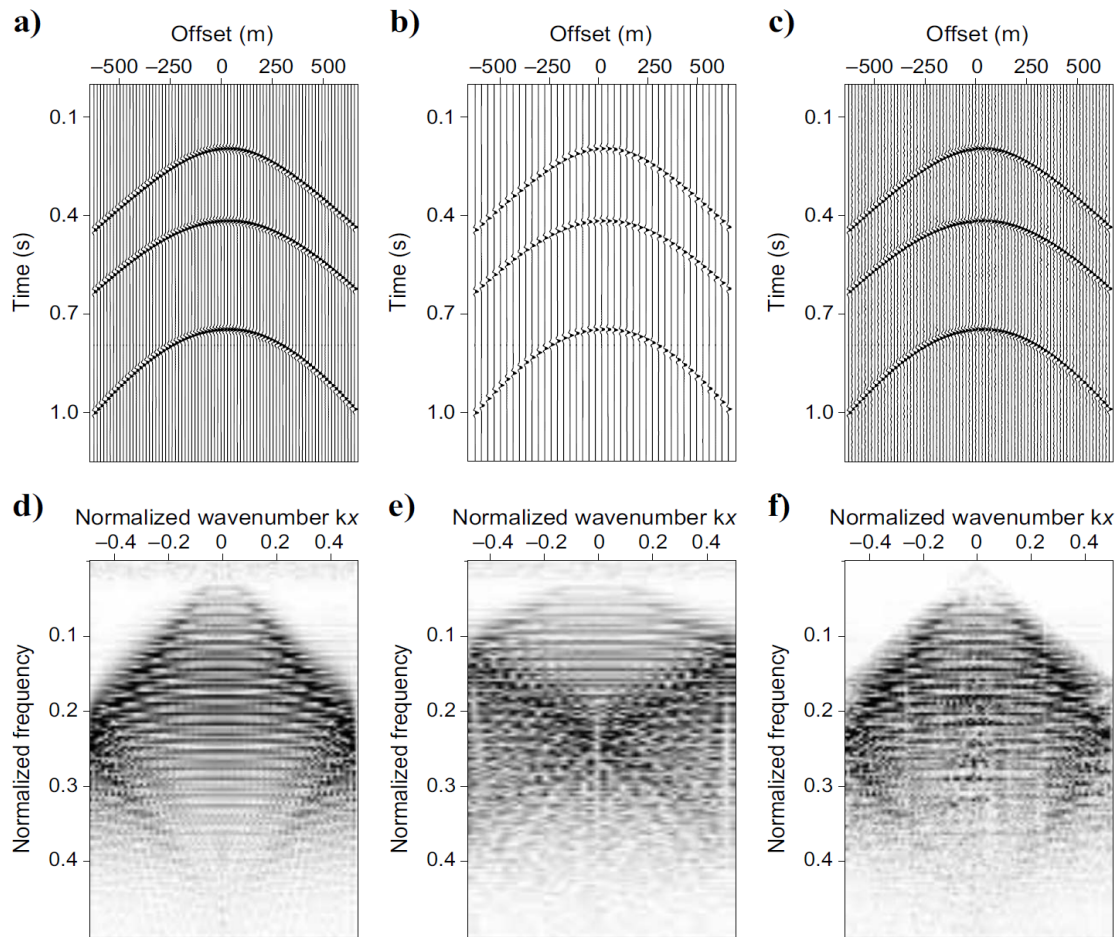 a) b) c)
Offset (m) Offset (m) Offset (m)
−500 −250 0 250 500 −500 −250 0 250 500 −500 −250 0 250 500
0.1 0.1 0.1
0.4 0.4 0.4
Time (s) Time (s) Time (s)
0.7 0.7 0.7
1.0 1.0 1.0
d) e) f)
Normalized wavenumber kx Normalized wavenumber kx Normalized wavenumber kx
−0.4 −0.2 0 0.2 0.4 −0.4 −0.2 0 0.2 0.4 −0.4 −0.2 0 0.2 0.4
0.1 0.1 0.1
Normalized frequency Normalized frequency Normalized frequency
0.2 0.2 0.2
0.3 0.3 0.3
0.4 0.4 0.4